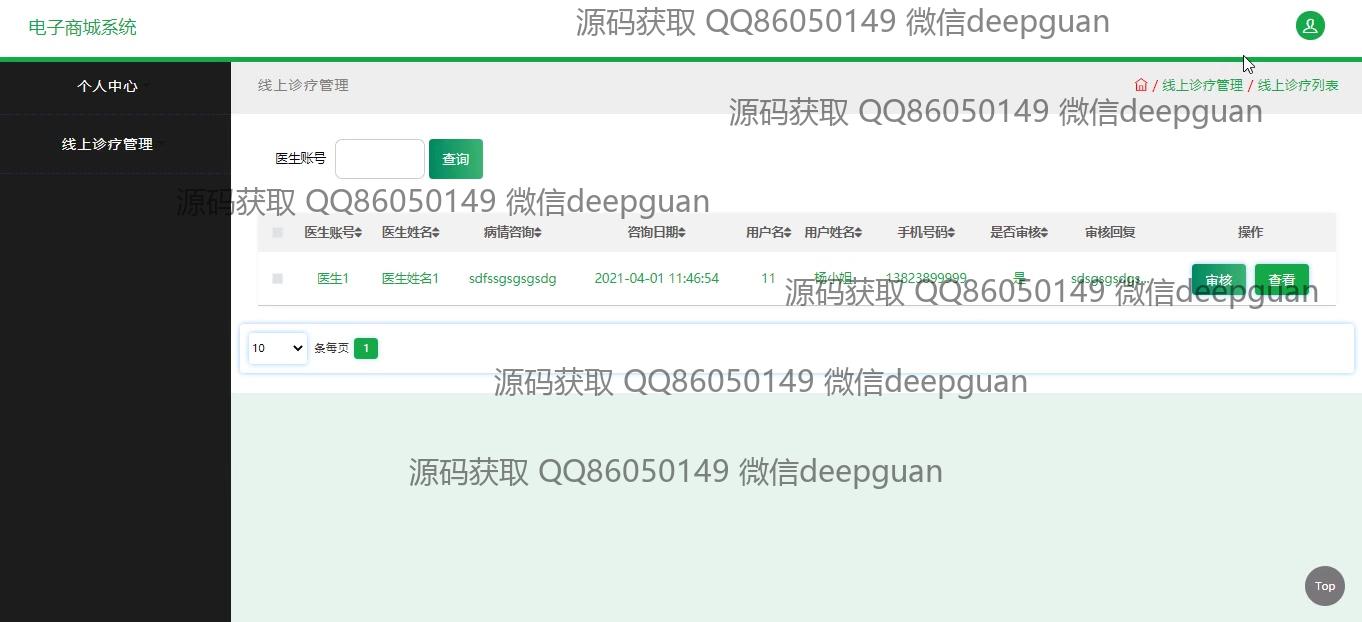 电子商城系统
源码获取 QQ86050149 微信deepguan
个人中心
线上诊疗管理
线上诊疗管理
/ 线上诊疗管理 / 线上诊疗列表
源码获取 QQ86050149 微信deepguan
医生账号 查询
源码获取 QQ86050149 微信deepguan
医生账号 医生姓名 病情咨询 咨询日期 用户名 用户姓名 手机号码 是否审核 审核回复 操作
医生1 医生姓名1 sdfssgsgsgsdg 2021-04-01 11:46:54 11 杨小姐 13823899999 是 sdsgsgsdgs... 审核 查看
源码获取 QQ86050149 微信deepguan
10 条每页 1
源码获取 QQ86050149 微信deepguan
源码获取 QQ86050149 微信deepguan
Top